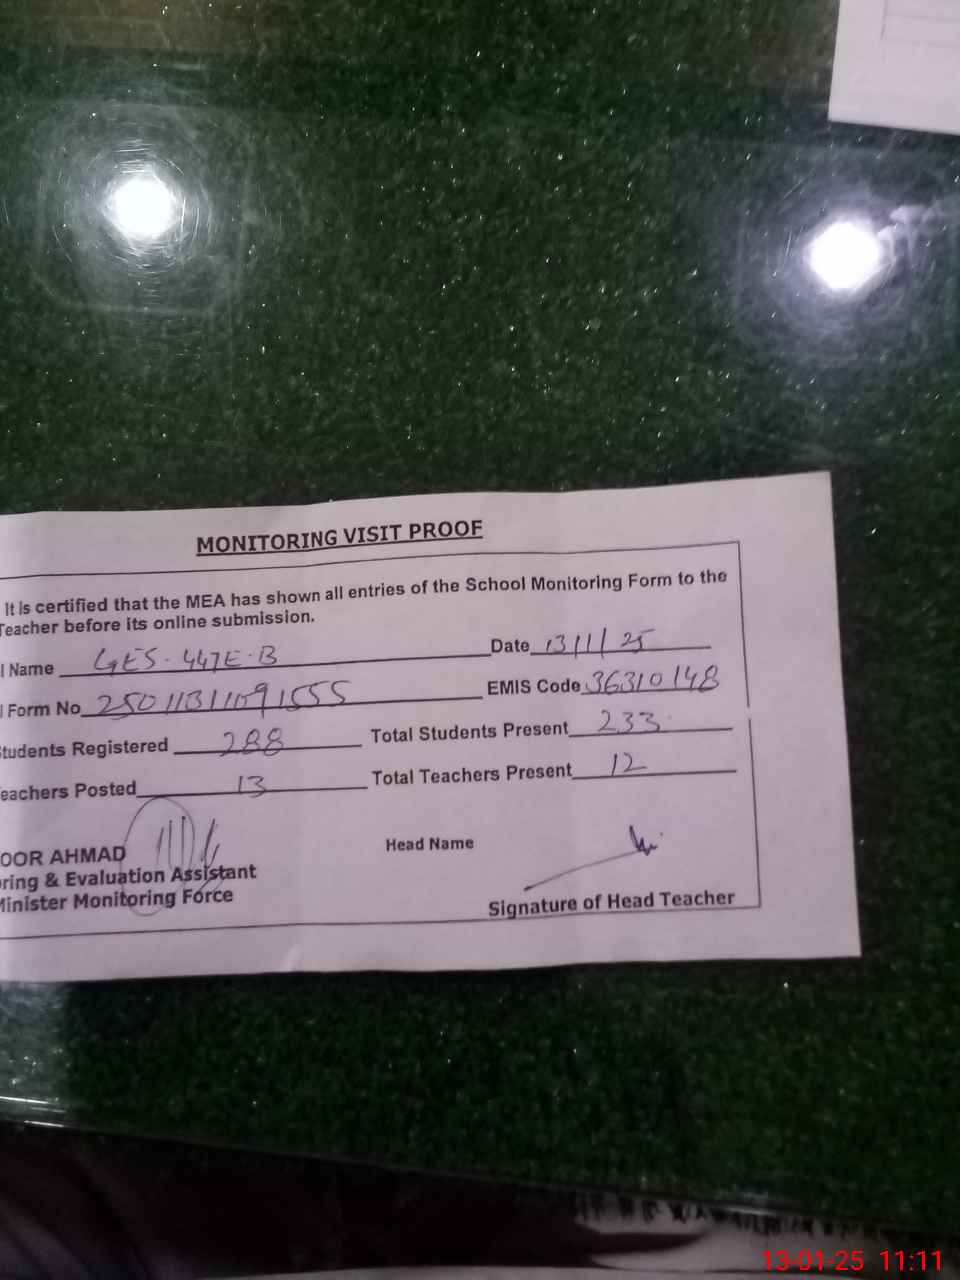 MONITORING VISIT PROOF
It is certified that the MEA has shown all entries of the School Monitoring Form to the
Teacher before its online submission.
l Name GES-447E-B Date 13/1/25
l Form No 2501131109 1555 EMIS Code 36310148
Students Registered 288 Total Students Present 233
eachers Posted 13 Total Teachers Present 12
OOR AHMAD Head Name
ring & Evaluation Assistant
Minister Monitoring Force Signature of Head Teacher
13-01-25 11:11